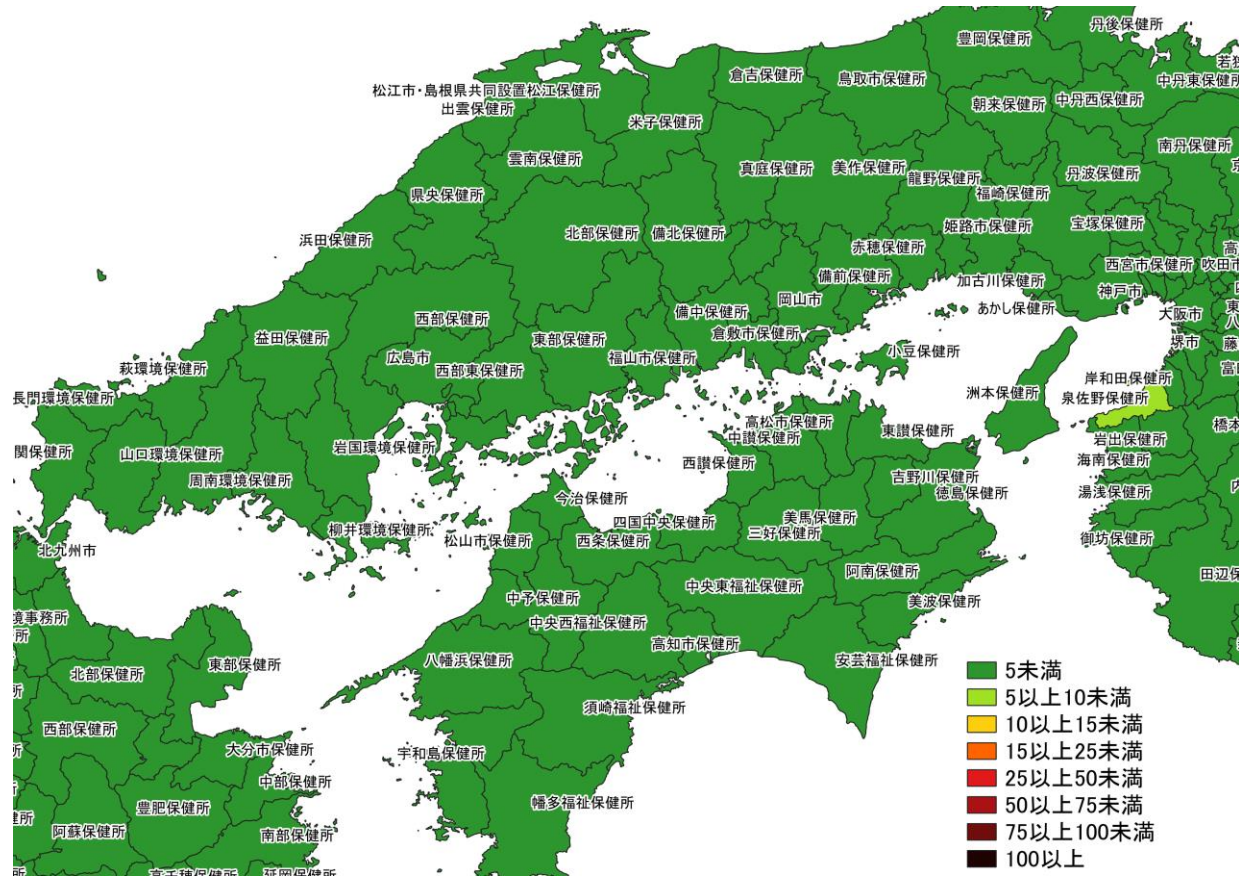 丹後保健所
豊岡保健所
若狭
倉吉保健所
鳥取市保健所
中丹東保健所
松江市・島根県共同設置松江保健所
朝来保健所
中丹西保健所
出雲保健所
米子保健所
南丹保健所
雲南保健所
真庭保健所
美作保健所
丹波保健所
龍野保健所
福崎保健所
県央保健所
姫路市保健所
宝塚保健所
浜田保健所
北部保健所
備北保健所
赤穂保健所
西宮市保健所
吹田市
備前保健所
加古川保健所
神戸市
岡山市
あかし保健所
大阪市
西部保健所
備中保健所
益田保健所
東部保健所
倉敷市保健所
堺市
広島市
福山市保健所
小豆保健所
萩環境保健所
西部東保健所
岸和田保健所
長門環境保健所
洲本保健所
泉佐野保健所
高松市保健所
東讃保健所
中讃保健所
岩出保健所
関保健所
山口環境保健所
岩国環境保健所
西讃保健所
海南保健所
周南環境保健所
吉野川保健所
徳島保健所
湯浅保健所
今治保健所
四国中央保健所
美馬保健所
柳井環境保健所
松山市保健所
西条保健所
三好保健所
御坊保健所
北九州市
阿南保健所
田辺保
中央東福祉保健所
中予保健所
美波保健所
境事務所
中央西福祉保健所
高知市保健所
東部保健所
八幡浜保健所
安芸福祉保健所
北部保健所
須崎福祉保健所
西部保健所
大分市保健所
宇和島保健所
中部保健所
幡多福祉保健所
豊肥保健所
阿蘇保健所
南部保健所
高千穂保健所
延岡保健所
5未満
5以上10未満
10以上15未満
15以上25未満
25以上50未満
50以上75未満
75以上100未満
100以上